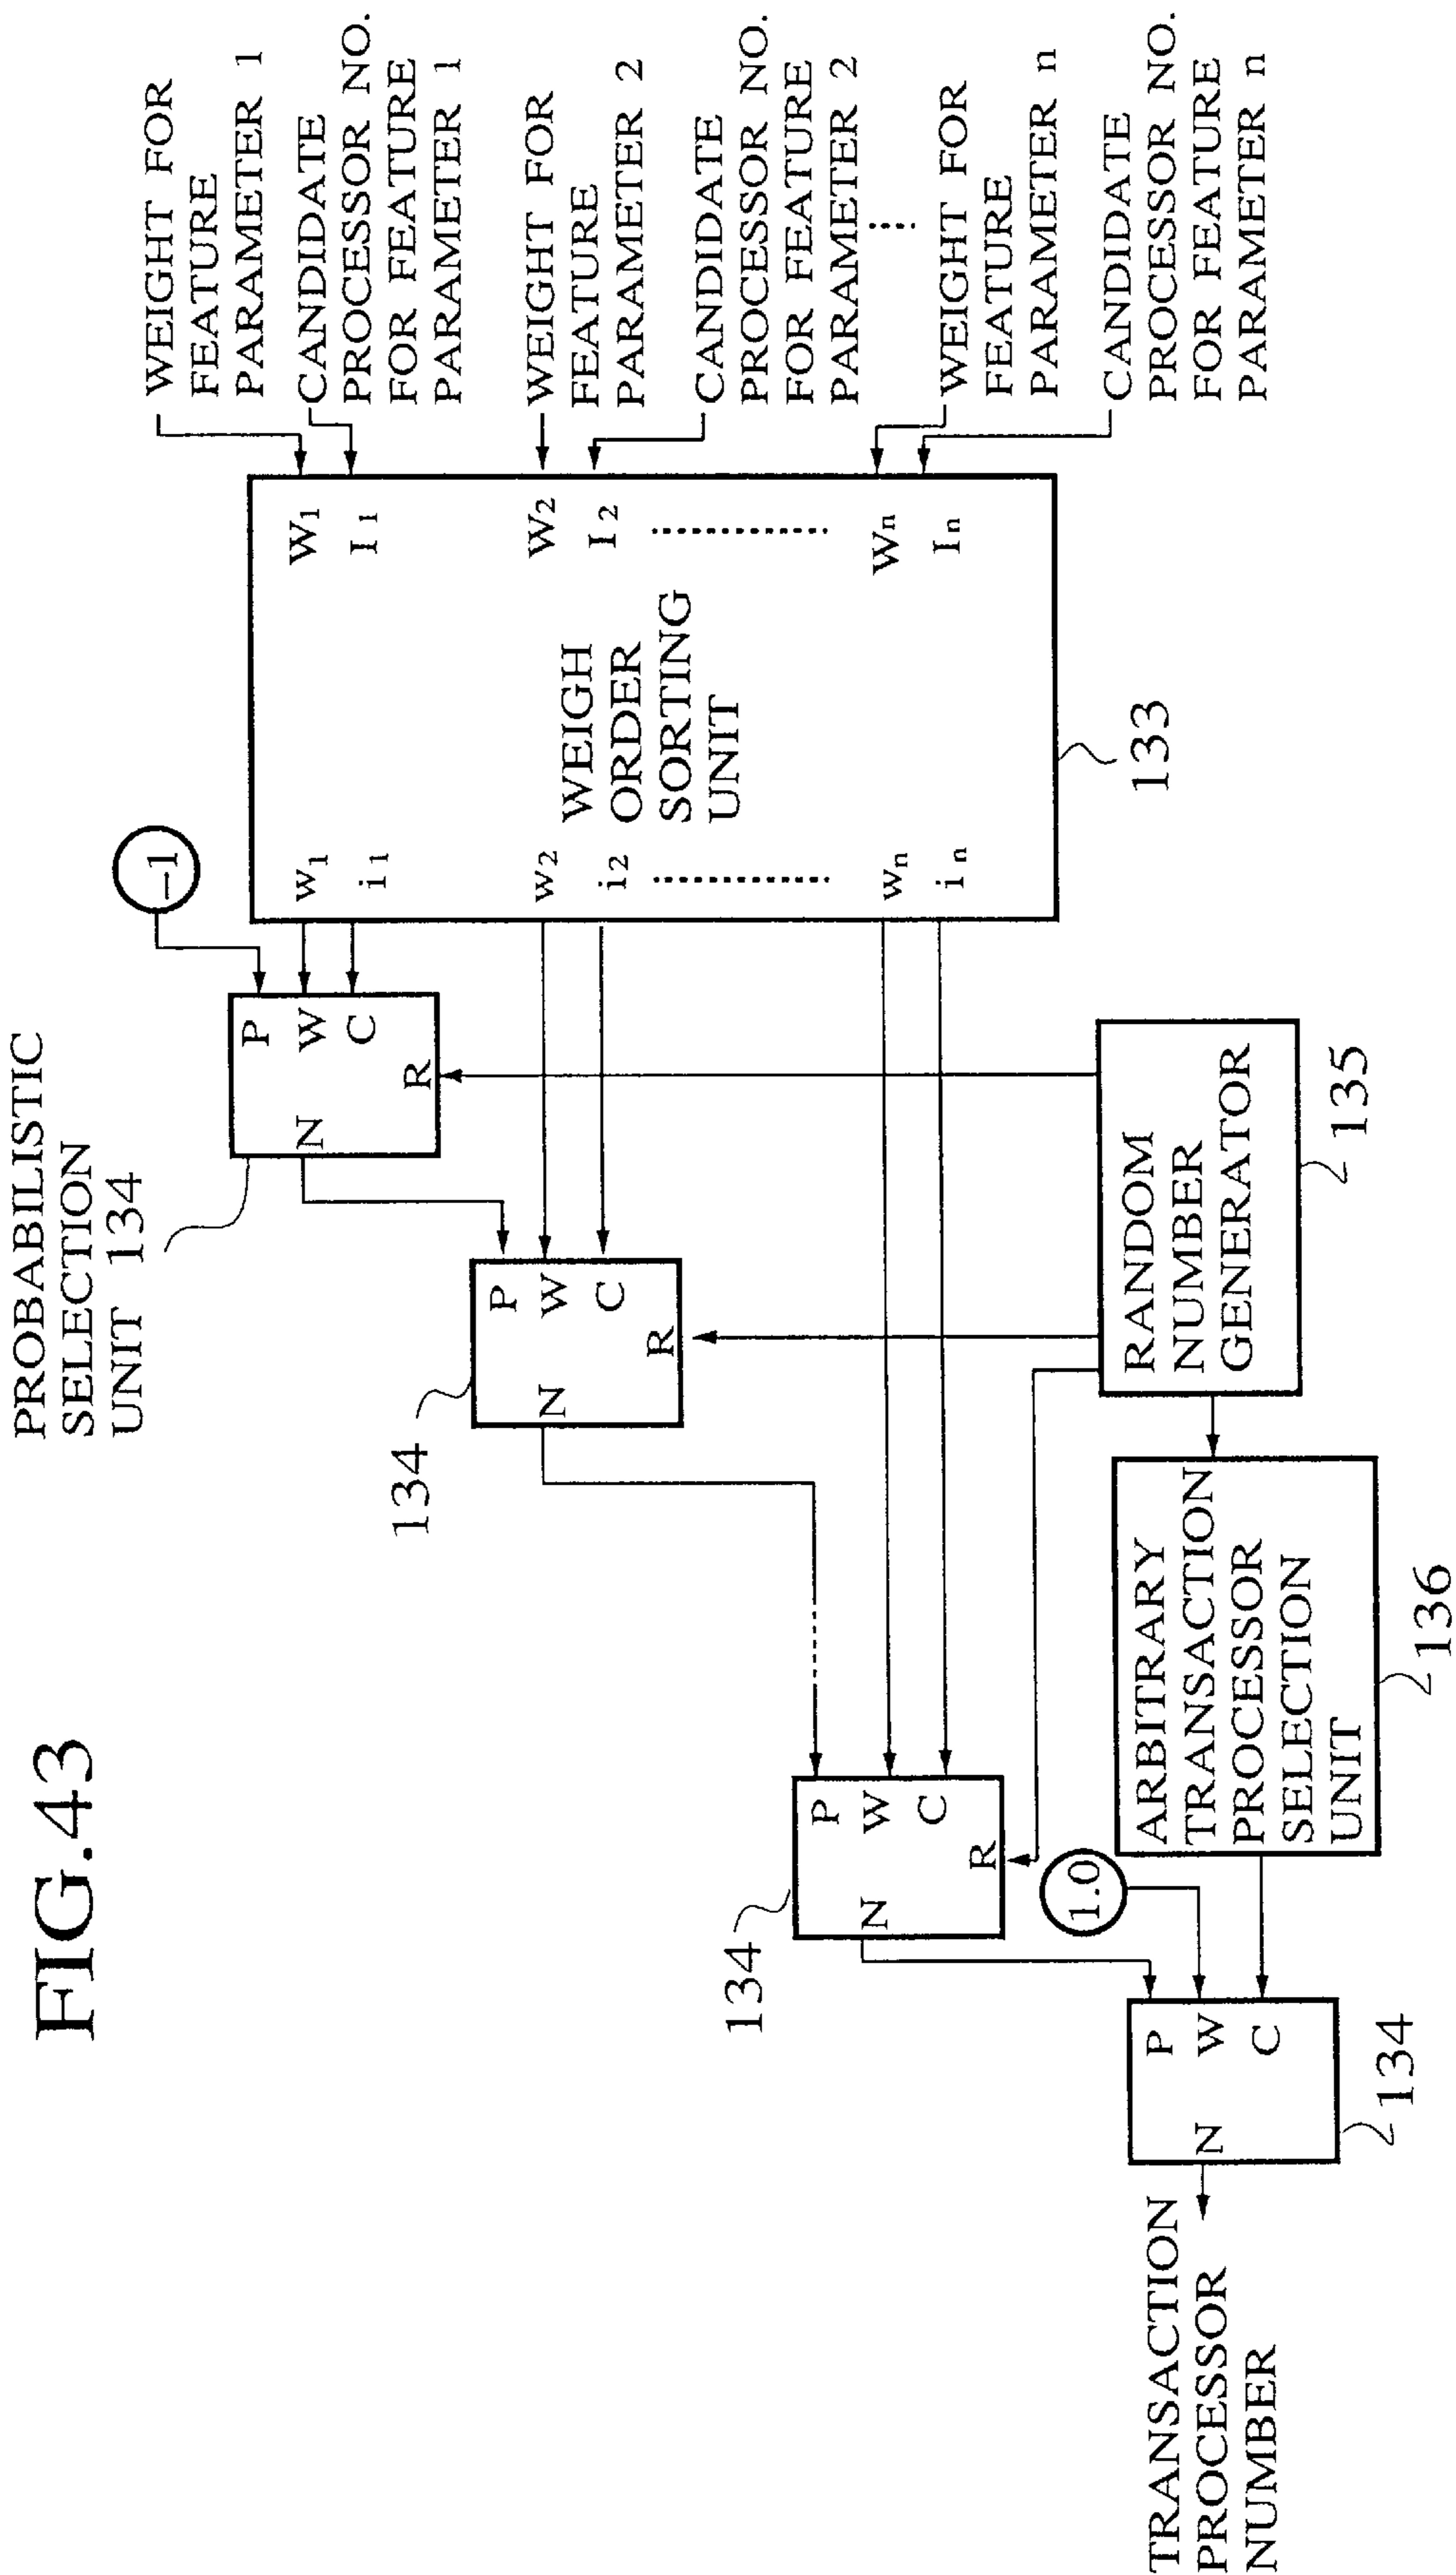 FIG.43
PROBABILISTIC
SELECTION
UNIT 134
−1
WEIGHT FOR
FEATURE
PARAMETER 1
CANDIDATE
PROCESSOR NO.
FOR FEATURE
PARAMETER 1
WEIGHT FOR
FEATURE
PARAMETER 2
CANDIDATE
PROCESSOR NO.
FOR FEATURE
PARAMETER 2
WEIGHT FOR
FEATURE
PARAMETER n
CANDIDATE
PROCESSOR NO.
FOR FEATURE
PARAMETER n
W1
I1
W2
I2
Wn
In
WEIGH
ORDER
SORTING
UNIT
w1
i1
w2
i2
wn
in
133
P
W
C
N
R
134
P
W
C
N
R
134
P
W
C
N
R
RANDOM
NUMBER
GENERATOR
135
ARBITRARY
TRANSACTION
PROCESSOR
SELECTION
UNIT
136
1.0
P
W
C
N
134
TRANSACTION
PROCESSOR
NUMBER